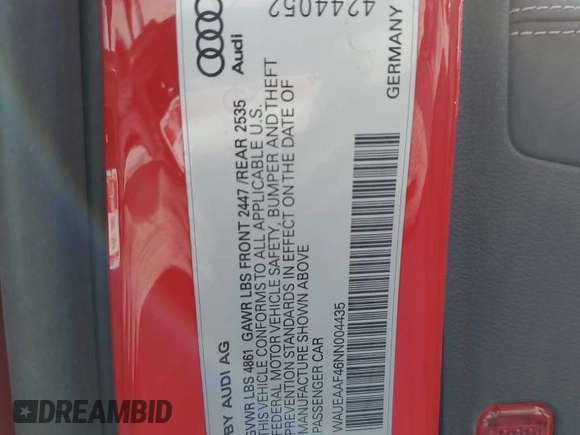 BY AUDI AG
GVWR LBS 4861 GAWR LBS FRONT 2447 / REAR 2535
THIS VEHICLE CONFORMS TO ALL APPLICABLE U.S.
FEDERAL MOTOR VEHICLE SAFETY, BUMPER AND THEFT
PREVENTION STANDARDS IN EFFECT ON THE DATE OF
MANUFACTURE SHOWN ABOVE
PASSENGER CAR
WAUEAAF46NN004435
GERMANY
Audi
4244052
DREAMBID